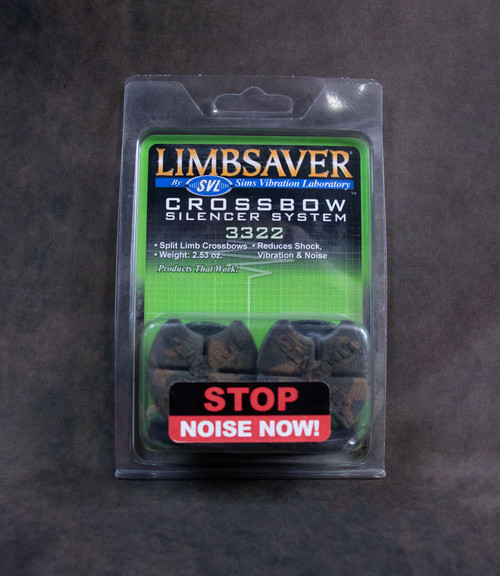 LIMBSAVER®
By SVL Sims Vibration Laboratory™
CROSSBOW
SILENCER SYSTEM
3322
• Split Limb Crossbows • Reduces Shock,
• Weight: 2.53 oz. Vibration & Noise
Products That Work!
STOP
NOISE NOW!